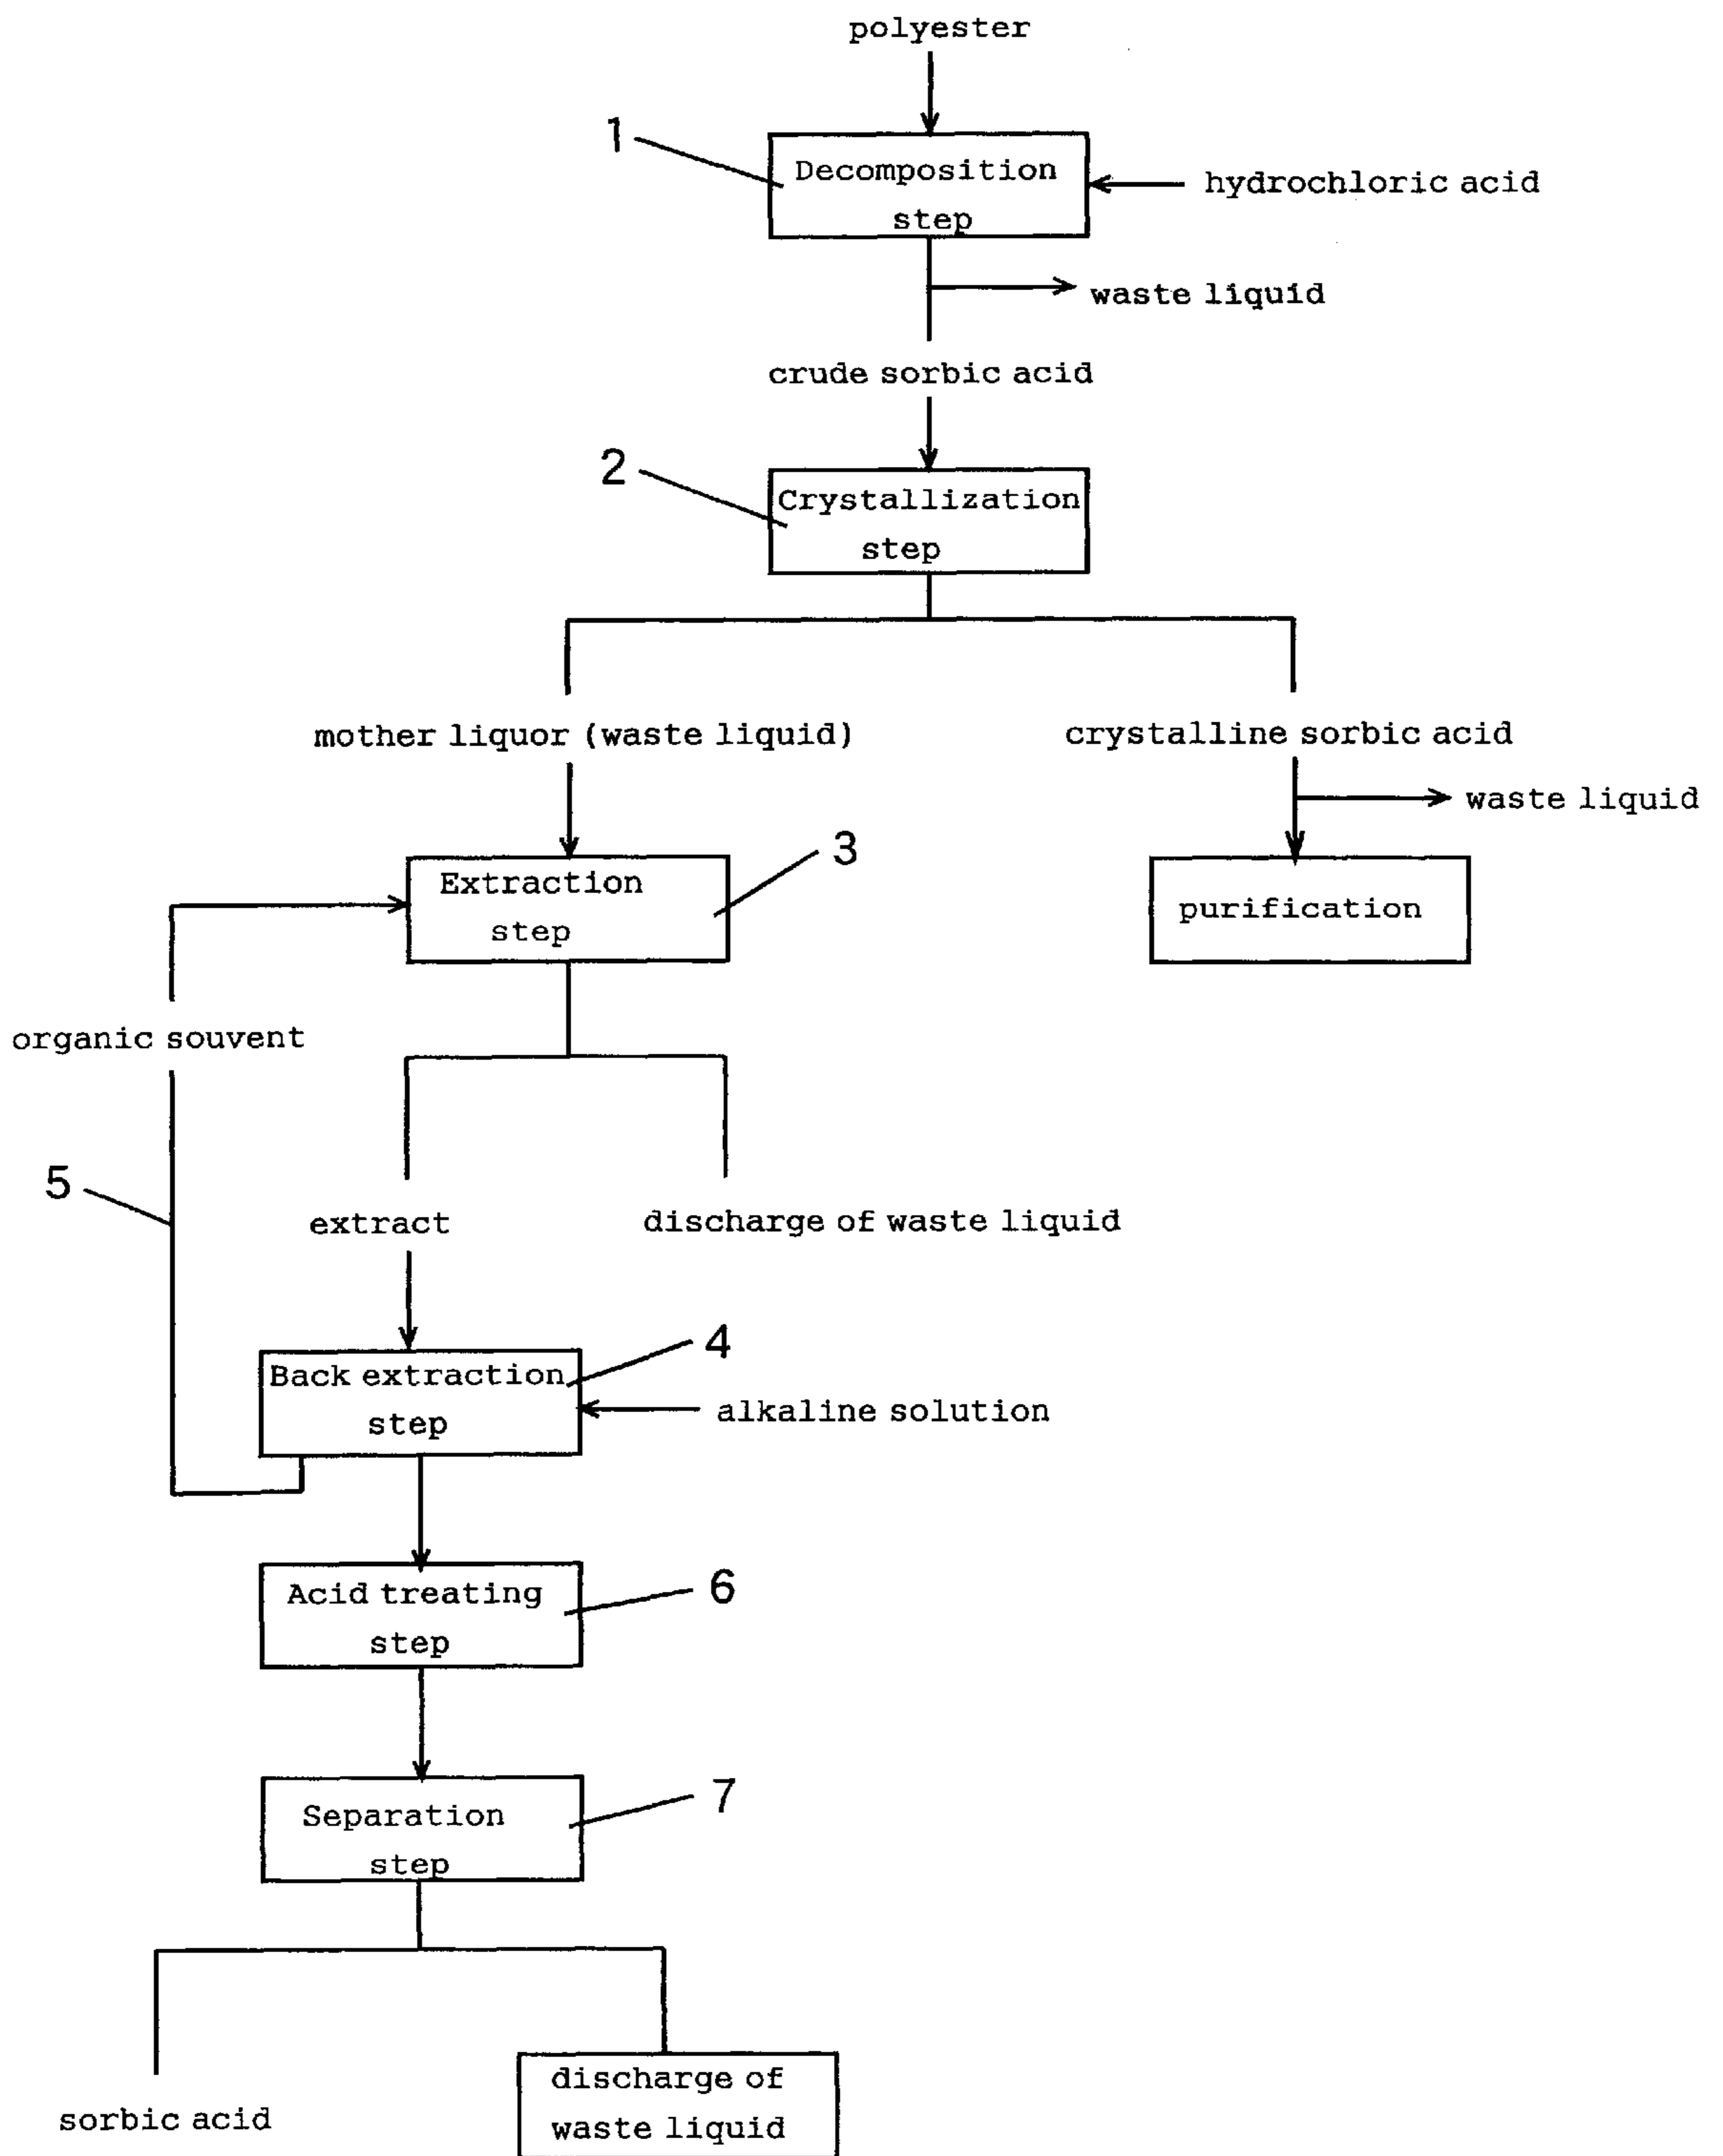 polyester
1
Decomposition
step
hydrochloric acid
waste liquid
crude sorbic acid
2
Crystallization
step
mother liquor (waste liquid)
crystalline sorbic acid
waste liquid
3
Extraction
step
purification
organic souvent
5
extract
discharge of waste liquid
4
Back extraction
step
alkaline solution
6
Acid treating
step
7
Separation
step
sorbic acid
discharge of
waste liquid